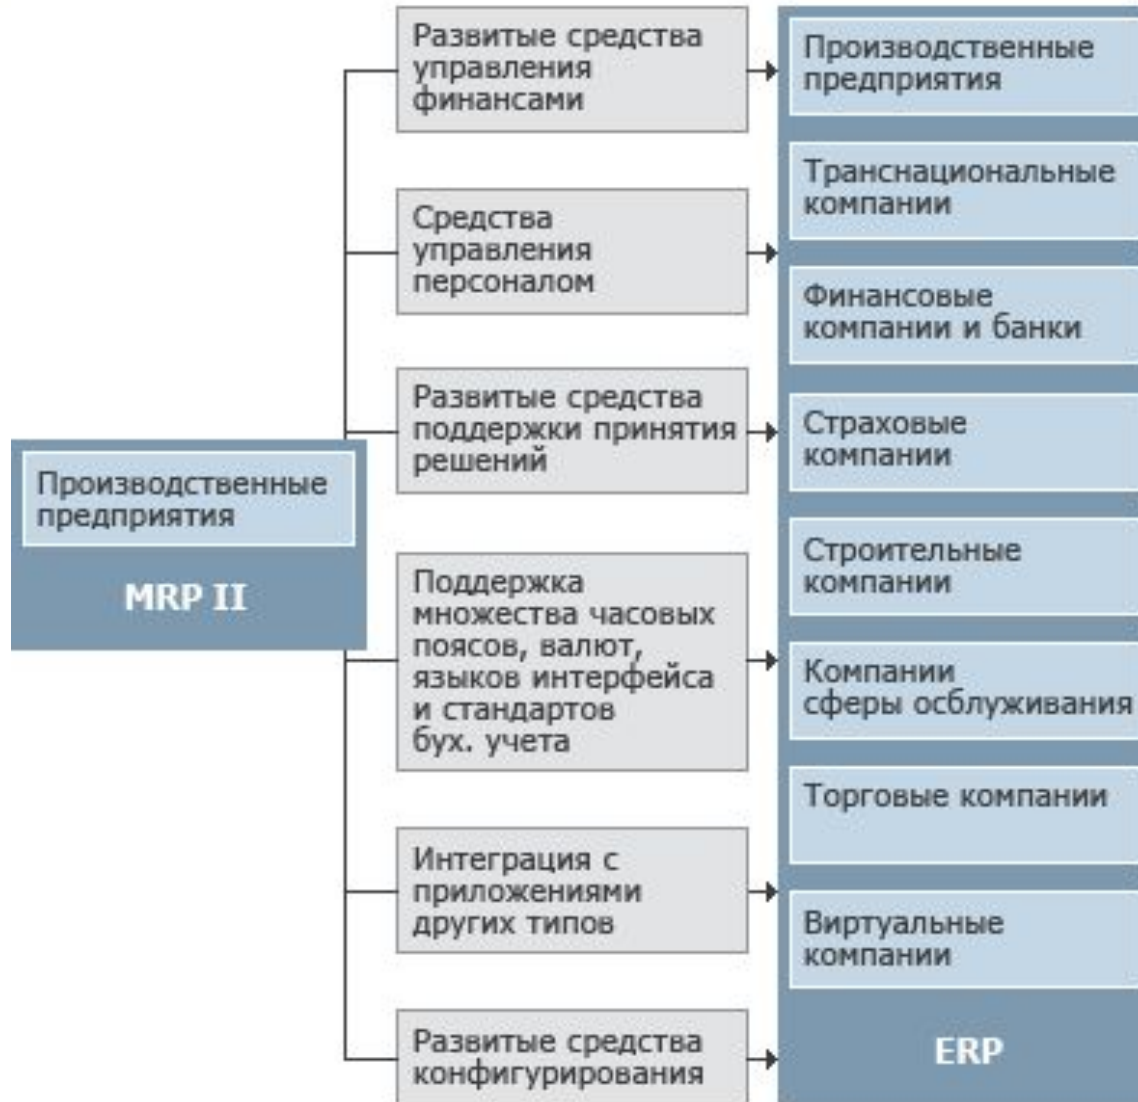 Производственные
предприятия
MRP II
Развитые средства
управления
финансами
Средства
управления
персоналом
Развитые средства
поддержки принятия
решений
Поддержка
множества часовых
поясов, валют,
языков интерфейса
и стандартов
бух. учета
Интеграция с
приложениями
других типов
Развитые средства
конфигурирования
Производственные
предприятия
Транснациональные
компании
Финансовые
компании и банки
Страховые
компании
Строительные
компании
Компании
сферы осблуживания
Торговые компании
Виртуальные
компании
ERP